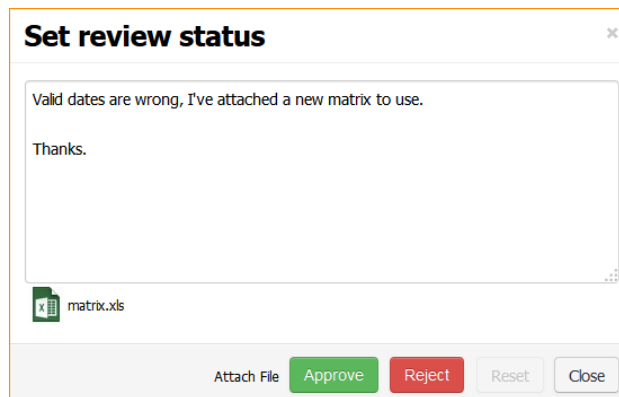 Set review status
×
Valid dates are wrong, I've attached a new matrix to use.
Thanks.
matrix.xls
Attach File Approve Reject Reset Close